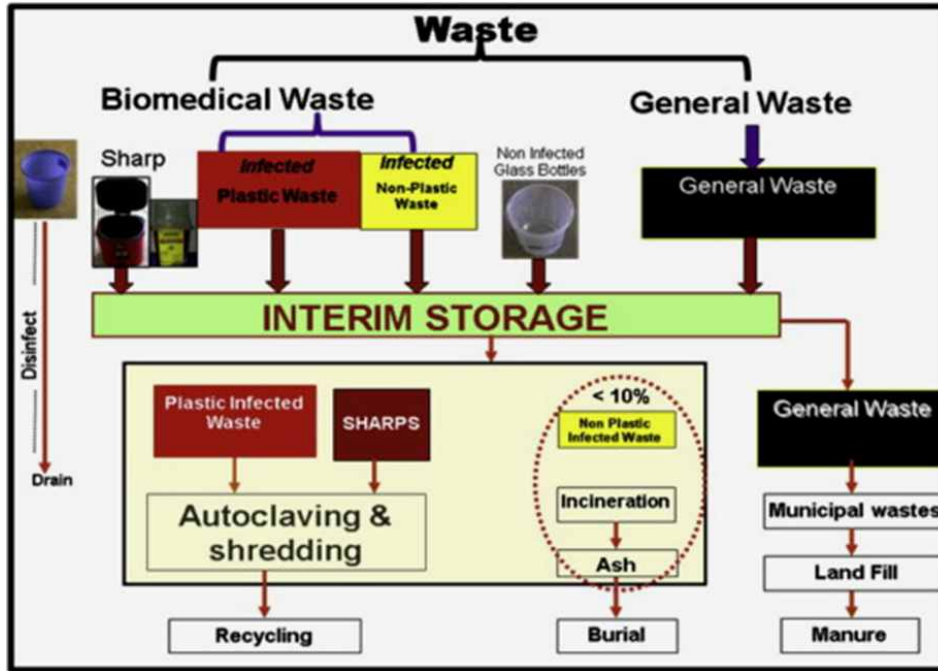 Waste
Biomedical Waste
General Waste
Sharp
Infected
Plastic Waste
Infected
Non-Plastic
Waste
Non Infected
Glass Bottles
General Waste
INTERIM STORAGE
Disinfect
Drain
Plastic Infected
Waste
SHARPS
< 10%
Non Plastic
Infected Waste
General Waste
Autoclaving &
shredding
Incineration
Ash
Municipal wastes
Land Fill
Recycling
Burial
Manure